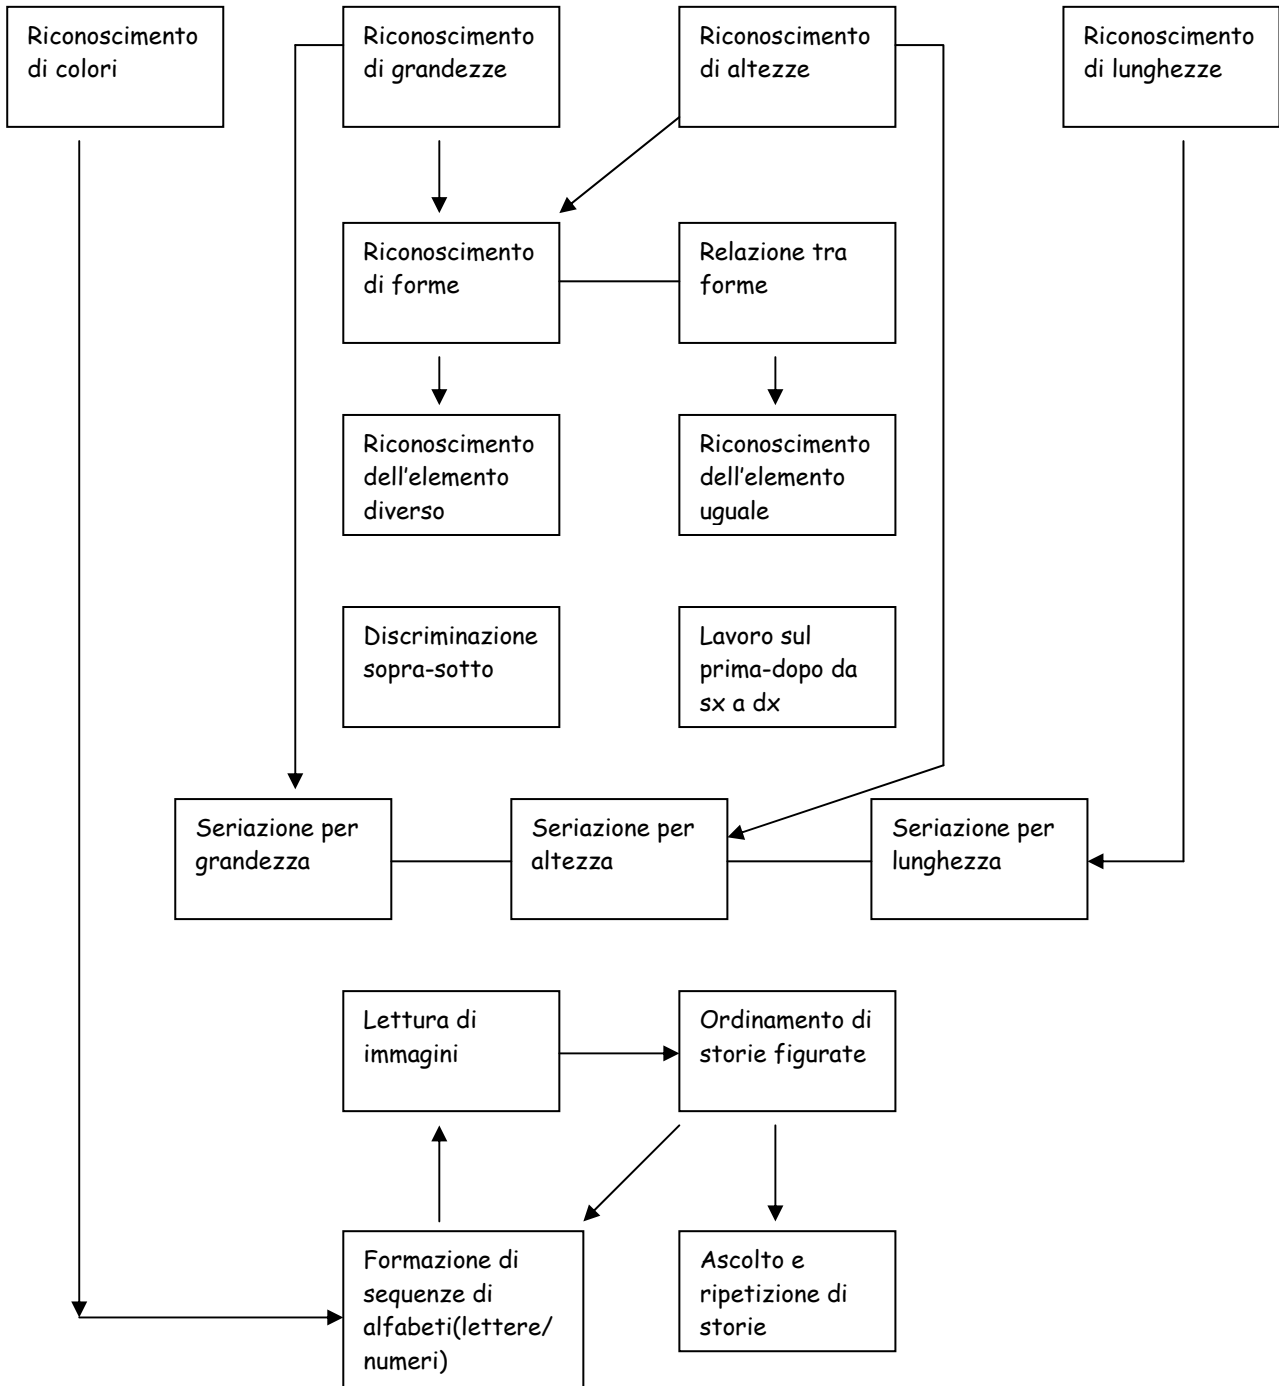 Riconoscimento
di colori
Riconoscimento
di grandezze
Riconoscimento
di altezze
Riconoscimento
di lunghezze
Riconoscimento
di forme
Relazione tra
forme
Riconoscimento
dell’elemento
diverso
Riconoscimento
dell’elemento
uguale
Discriminazione
sopra-sotto
Lavoro sul
prima-dopo da
sx a dx
Seriazione per
grandezza
Seriazione per
altezza
Seriazione per
lunghezza
Lettura di
immagini
Ordinamento di
storie figurate
Formazione di
sequenze di
alfabeti(lettere/
numeri)
Ascolto e
ripetizione di
storie